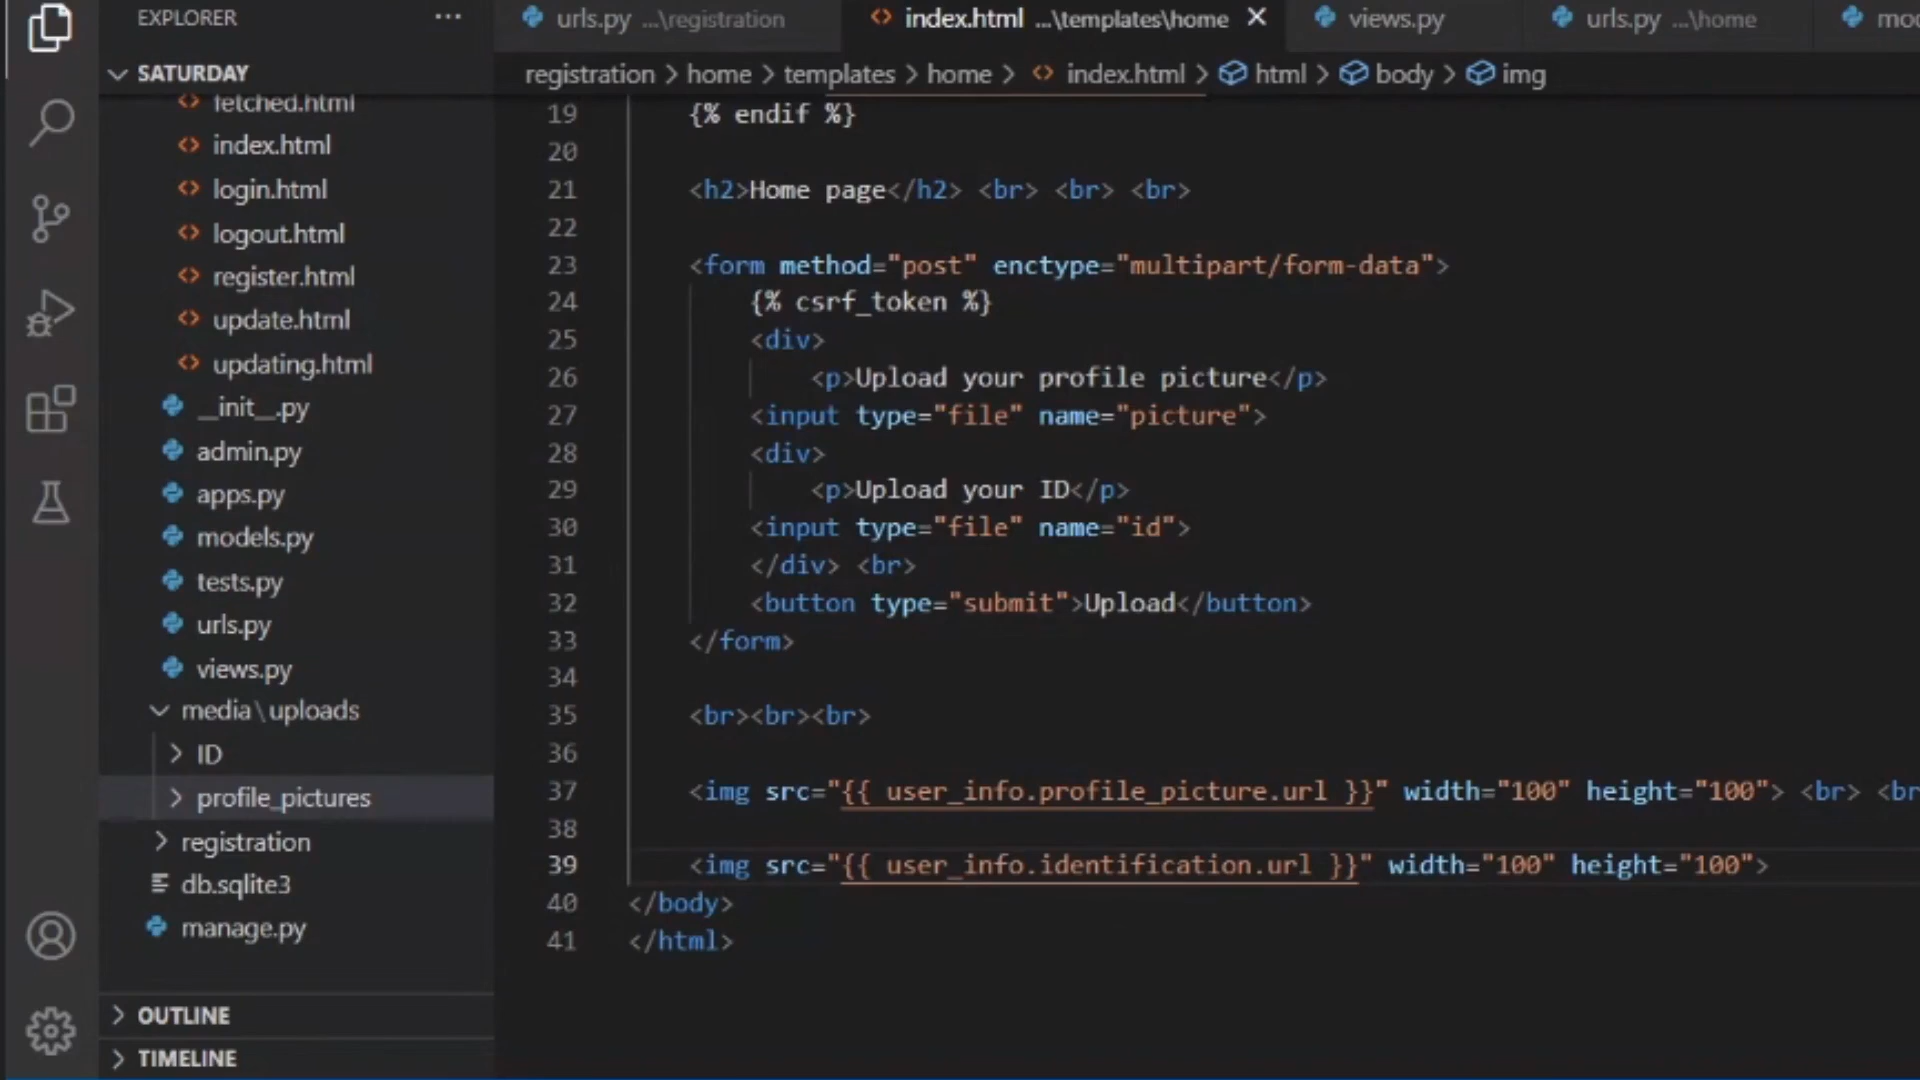 EXPLORER
...
SATURDAY
fetched.html
index.html
login.html
logout.html
register.html
update.html
updating.html
__init__.py
admin.py
apps.py
models.py
tests.py
urls.py
views.py
media\uploads
ID
profile_pictures
registration
db.sqlite3
manage.py
OUTLINE
TIMELINE
urls.py ...\registration
index.html ...\templates\home
views.py
urls.py ...\home
registration > home > templates > home > index.html > html > body > img
19 {% endif %}
20
21 <h2>Home page</h2> <br> <br> <br>
22
23 <form method="post" enctype="multipart/form-data">
24 {% csrf_token %}
25 <div>
26 <p>Upload your profile picture</p>
27 <input type="file" name="picture">
28 <div>
29 <p>Upload your ID</p>
30 <input type="file" name="id">
31 </div> <br>
32 <button type="submit">Upload</button>
33 </form>
34
35 <br><br><br>
36
37 <img src="{{ user_info.profile_picture.url }}" width="100" height="100"> <br> <br
38
39 <img src="{{ user_info.identification.url }}" width="100" height="100">
40 </body>
41 </html>